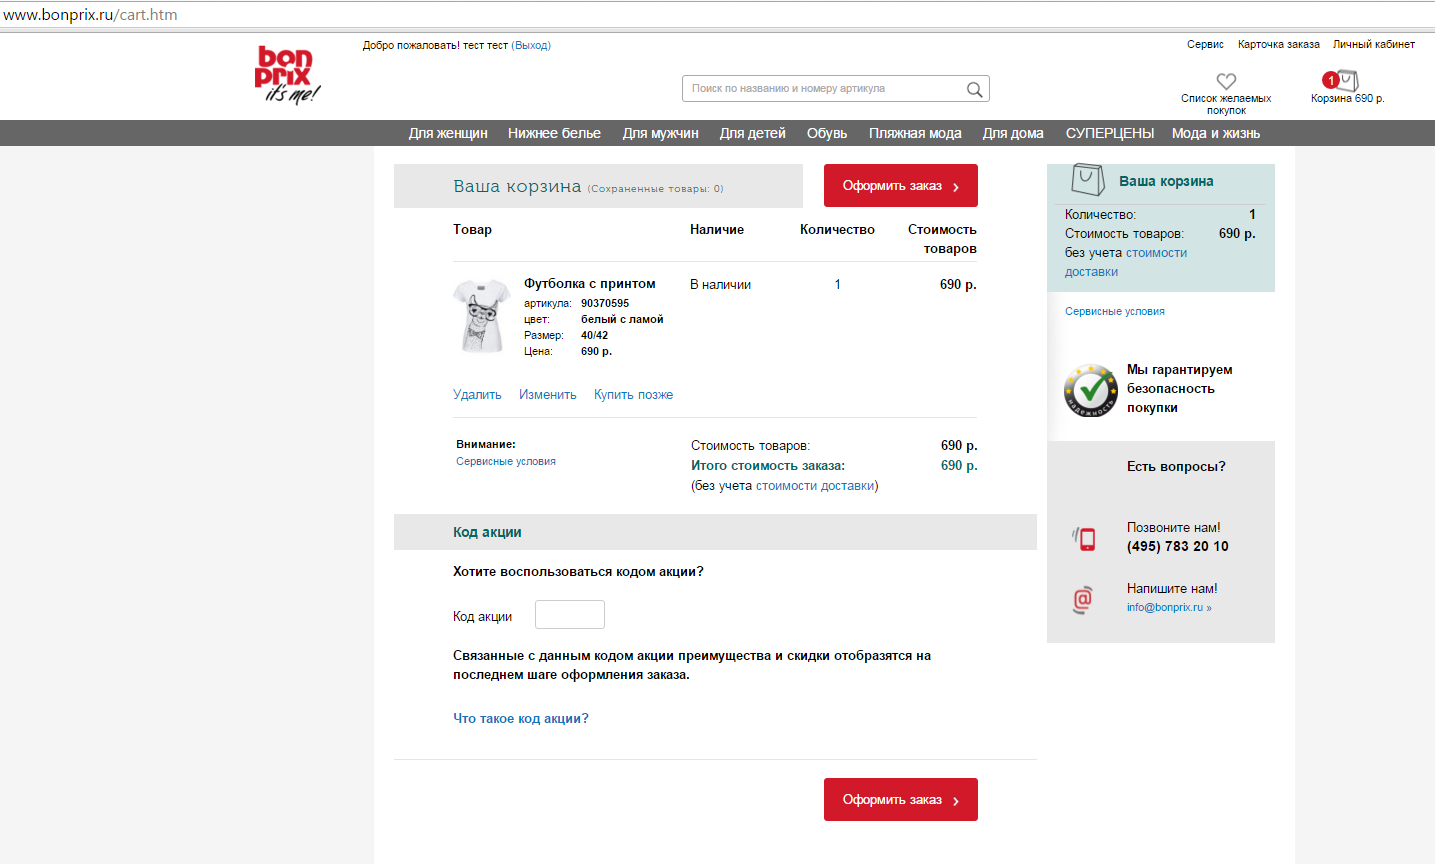 www.bonprix.ru/cart.htm
bon
prix
it's me!
Добро пожаловать! тест тест (Выход)
Сервис Карточка заказа Личный кабинет
Поиск по названию и номеру артикула
Список желаемых
покупок
1
Корзина 690 р.
Для женщин Нижнее белье Для мужчин Для детей Обувь Пляжная мода Для дома СУПЕРЦЕНЫ Мода и жизнь
Ваша корзина (Сохраненные товары: 0)
Оформить заказ
Товар Наличие Количество Стоимость
товаров
Футболка с принтом В наличии 1 690 р.
артикула: 90370595
цвет: белый с ламой
Размер: 40/42
Цена: 690 р.
Удалить Изменить Купить позже
Внимание:
Сервисные условия
Стоимость товаров: 690 р.
Итого стоимость заказа: 690 р.
(без учета стоимости доставки)
Код акции
Хотите воспользоваться кодом акции?
Код акции
Связанные с данным кодом акции преимущества и скидки отобразятся на
последнем шаге оформления заказа.
Что такое код акции?
Оформить заказ
Ваша корзина
Количество: 1
Стоимость товаров: 690 р.
без учета стоимости
доставки
Сервисные условия
надежность
Мы гарантируем
безопасность
покупки
Есть вопросы?
Позвоните нам!
(495) 783 20 10
Напишите нам!
info@bonprix.ru »